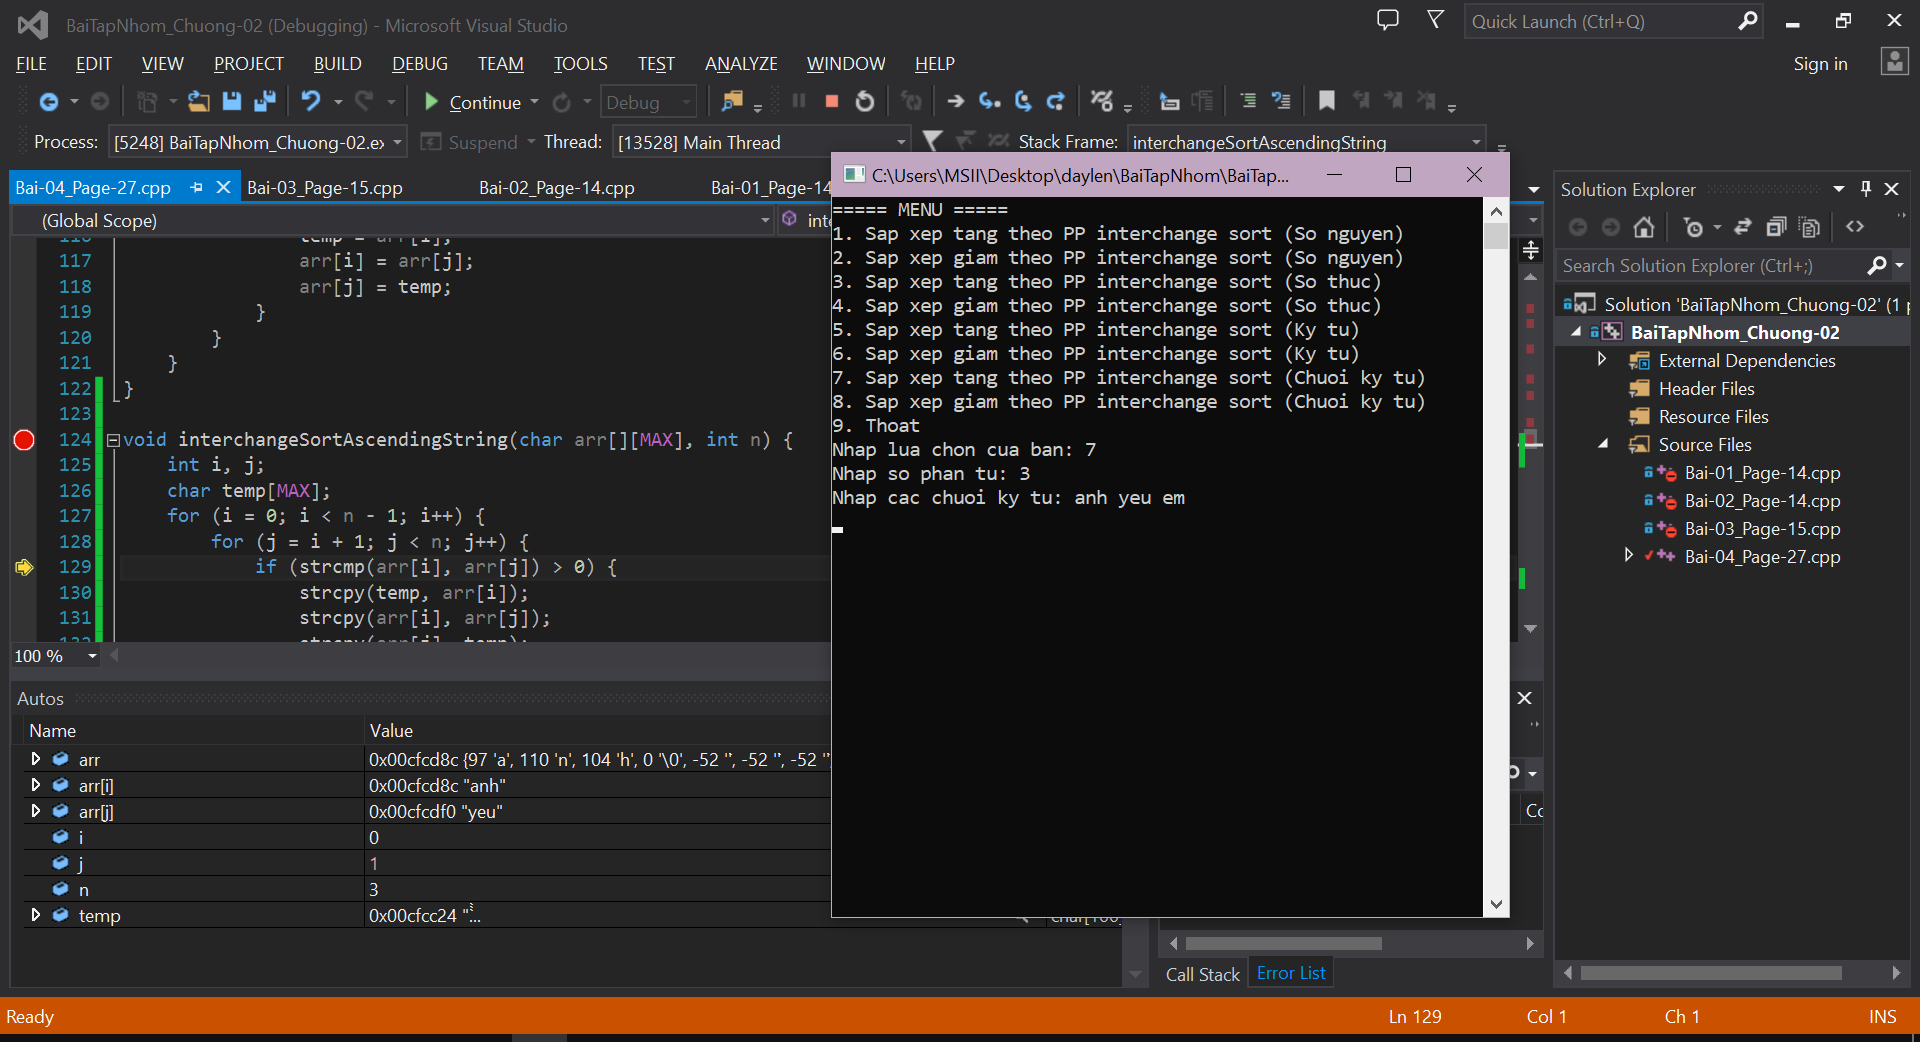 BaiTapNhom_Chuong-02 (Debugging) - Microsoft Visual Studio
Quick Launch (Ctrl+Q)
FILE EDIT VIEW PROJECT BUILD DEBUG TEAM TOOLS TEST ANALYZE WINDOW HELP
Sign in
Continue Debug
Process: [5248] BaiTapNhom_Chuong-02.ex Suspend Thread: [13528] Main Thread Stack Frame: interchangeSortAscendingString
Bai-04_Page-27.cpp Bai-03_Page-15.cpp Bai-02_Page-14.cpp Bai-01_Page-14
(Global Scope) inte
116 temp = arr[i];
117 arr[i] = arr[j];
118 arr[j] = temp;
119 }
120 }
121 }
122 }
123
124 void interchangeSortAscendingString(char arr[][MAX], int n) {
125 int i, j;
126 char temp[MAX];
127 for (i = 0; i < n - 1; i++) {
128 for (j = i + 1; j < n; j++) {
129 if (strcmp(arr[i], arr[j]) > 0) {
130 strcpy(temp, arr[i]);
131 strcpy(arr[i], arr[j]);
132 strcpy(arr[j], temp);
100 %
C:\Users\MSII\Desktop\daylen\BaiTapNhom\BaiTap...
===== MENU =====
1. Sap xep tang theo PP interchange sort (So nguyen)
2. Sap xep giam theo PP interchange sort (So nguyen)
3. Sap xep tang theo PP interchange sort (So thuc)
4. Sap xep giam theo PP interchange sort (So thuc)
5. Sap xep tang theo PP interchange sort (Ky tu)
6. Sap xep giam theo PP interchange sort (Ky tu)
7. Sap xep tang theo PP interchange sort (Chuoi ky tu)
8. Sap xep giam theo PP interchange sort (Chuoi ky tu)
9. Thoat
Nhap lua chon cua ban: 7
Nhap so phan tu: 3
Nhap cac chuoi ky tu: anh yeu em
Solution Explorer
Search Solution Explorer (Ctrl+;)
Solution 'BaiTapNhom_Chuong-02' (1 p
BaiTapNhom_Chuong-02
External Dependencies
Header Files
Resource Files
Source Files
Bai-01_Page-14.cpp
Bai-02_Page-14.cpp
Bai-03_Page-15.cpp
Bai-04_Page-27.cpp
Autos
Name Value
arr 0x00cfcd8c {97 'a', 110 'n', 104 'h', 0 '\0', -52 '', -52 '', -52 '',
arr[i] 0x00cfcd8c "anh"
arr[j] 0x00cfcdf0 "yeu"
i 0
j 1
n 3
temp 0x00cfcc24 "... char[100
Co
Call Stack Error List
Ready Ln 129 Col 1 Ch 1 INS